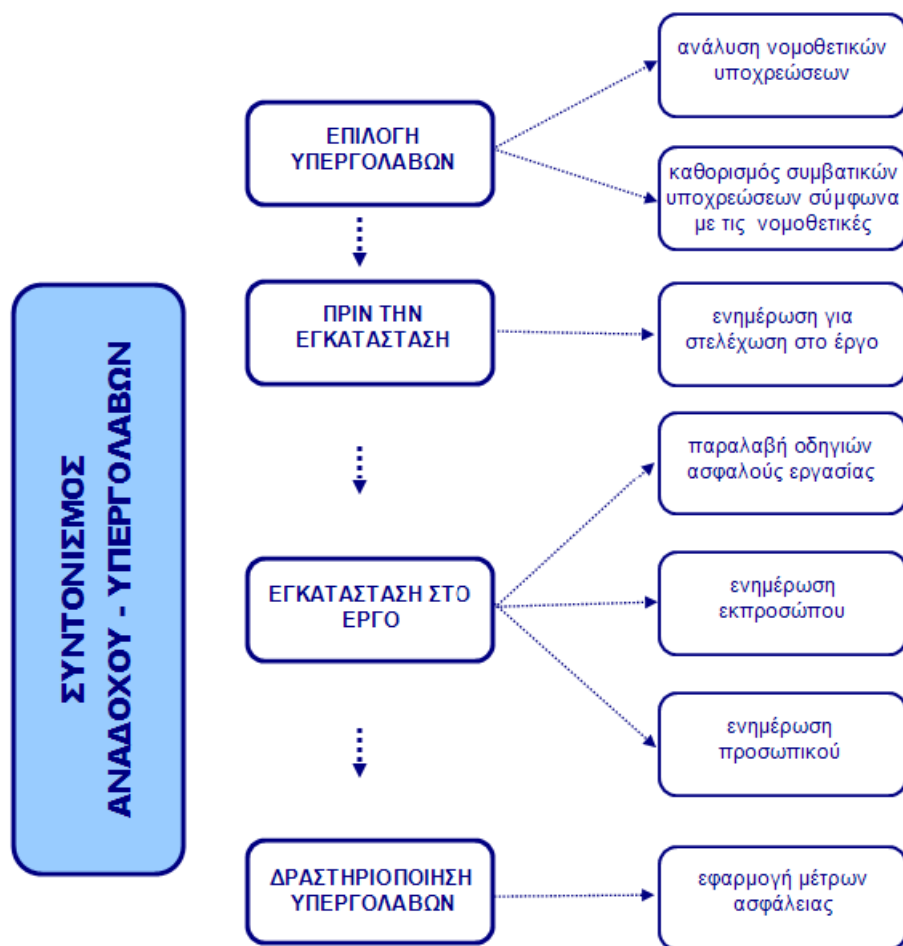 ΣΥΝΤΟΝΙΣΜΟΣ
ΑΝΑΔΟΧΟΥ - ΥΠΕΡΓΟΛΑΒΩΝ
ΕΠΙΛΟΓΗ
ΥΠΕΡΓΟΛΑΒΩΝ
ανάλυση νομοθετικών
υποχρεώσεων
καθορισμός συμβατικών
υποχρεώσεων σύμφωνα
με τις νομοθετικές
ΠΡΙΝ ΤΗΝ
ΕΓΚΑΤΑΣΤΑΣΗ
ενημέρωση για
στελέχωση στο έργο
ΕΓΚΑΤΑΣΤΑΣΗ ΣΤΟ
ΕΡΓΟ
παραλαβή οδηγιών
ασφαλούς εργασίας
ενημέρωση
εκπροσώπου
ενημέρωση
προσωπικού
ΔΡΑΣΤΗΡΙΟΠΟΙΗΣΗ
ΥΠΕΡΓΟΛΑΒΩΝ
εφαρμογή μέτρων
ασφάλειας